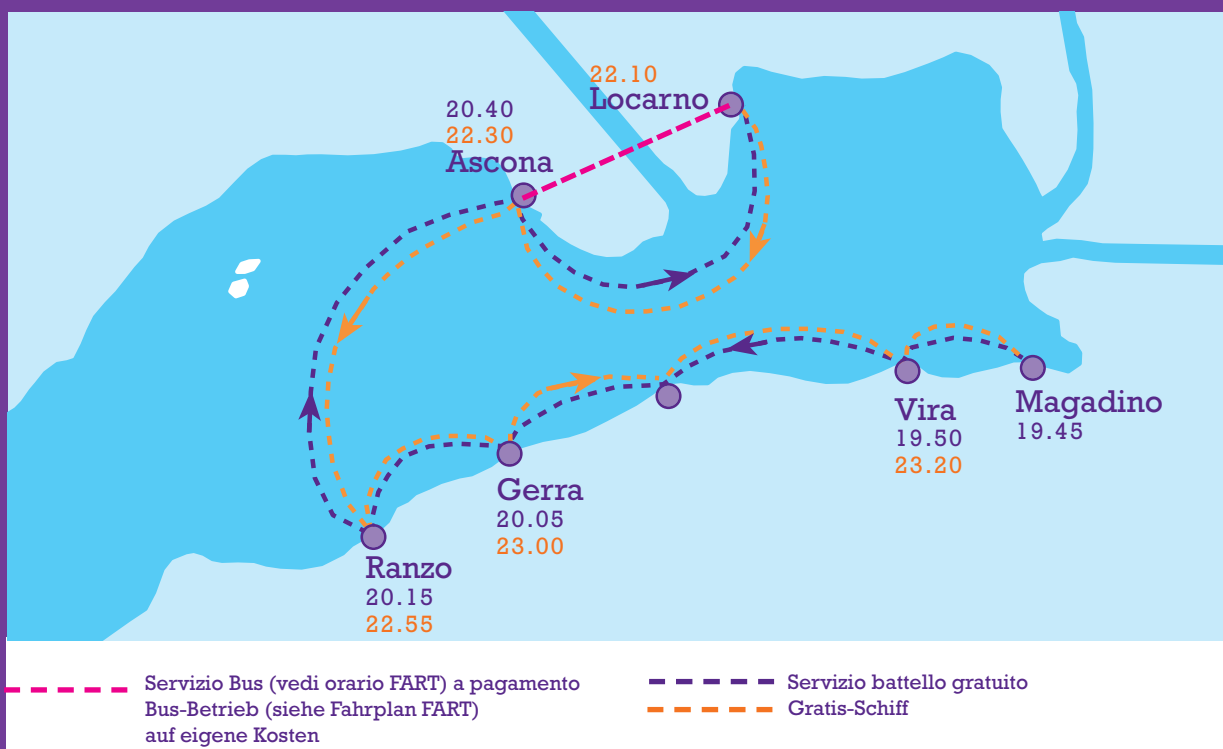 22.10
Locarno
20.40
22.30
Ascona
Vira
19.50
23.20
Magadino
19.45
Gerra
20.05
23.00
Ranzo
20.15
22.55
Servizio Bus (vedi orario FART) a pagamento
Bus-Betrieb (siehe Fahrplan FART)
auf eigene Kosten
Servizio battello gratuito
Gratis-Schiff